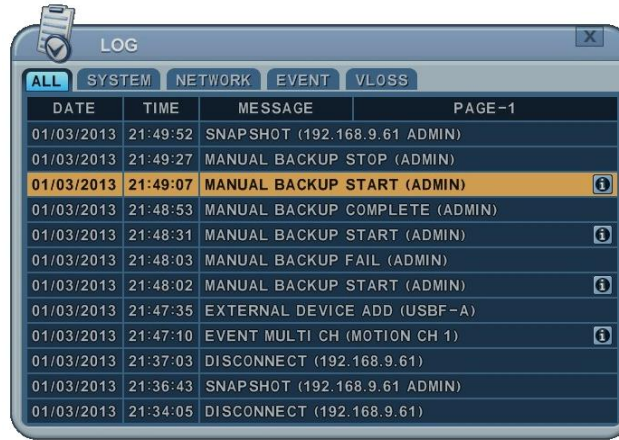 LOG
X
ALL SYSTEM NETWORK EVENT VLOSS
DATE TIME MESSAGE PAGE-1
01/03/2013 21:49:52 SNAPSHOT (192.168.9.61 ADMIN)
01/03/2013 21:49:27 MANUAL BACKUP STOP (ADMIN)
01/03/2013 21:49:07 MANUAL BACKUP START (ADMIN) i
01/03/2013 21:48:53 MANUAL BACKUP COMPLETE (ADMIN)
01/03/2013 21:48:31 MANUAL BACKUP START (ADMIN) i
01/03/2013 21:48:03 MANUAL BACKUP FAIL (ADMIN)
01/03/2013 21:48:02 MANUAL BACKUP START (ADMIN) i
01/03/2013 21:47:35 EXTERNAL DEVICE ADD (USBF-A)
01/03/2013 21:47:10 EVENT MULTI CH (MOTION CH 1) i
01/03/2013 21:37:03 DISCONNECT (192.168.9.61)
01/03/2013 21:36:43 SNAPSHOT (192.168.9.61 ADMIN)
01/03/2013 21:34:05 DISCONNECT (192.168.9.61)